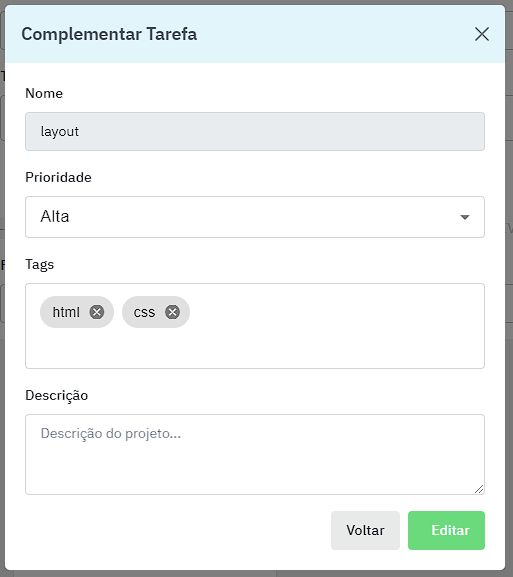 Complementar Tarefa
Nome
layout
Prioridade
Alta
Tags
html css
Descrição
Descrição do projeto...
Voltar Editar